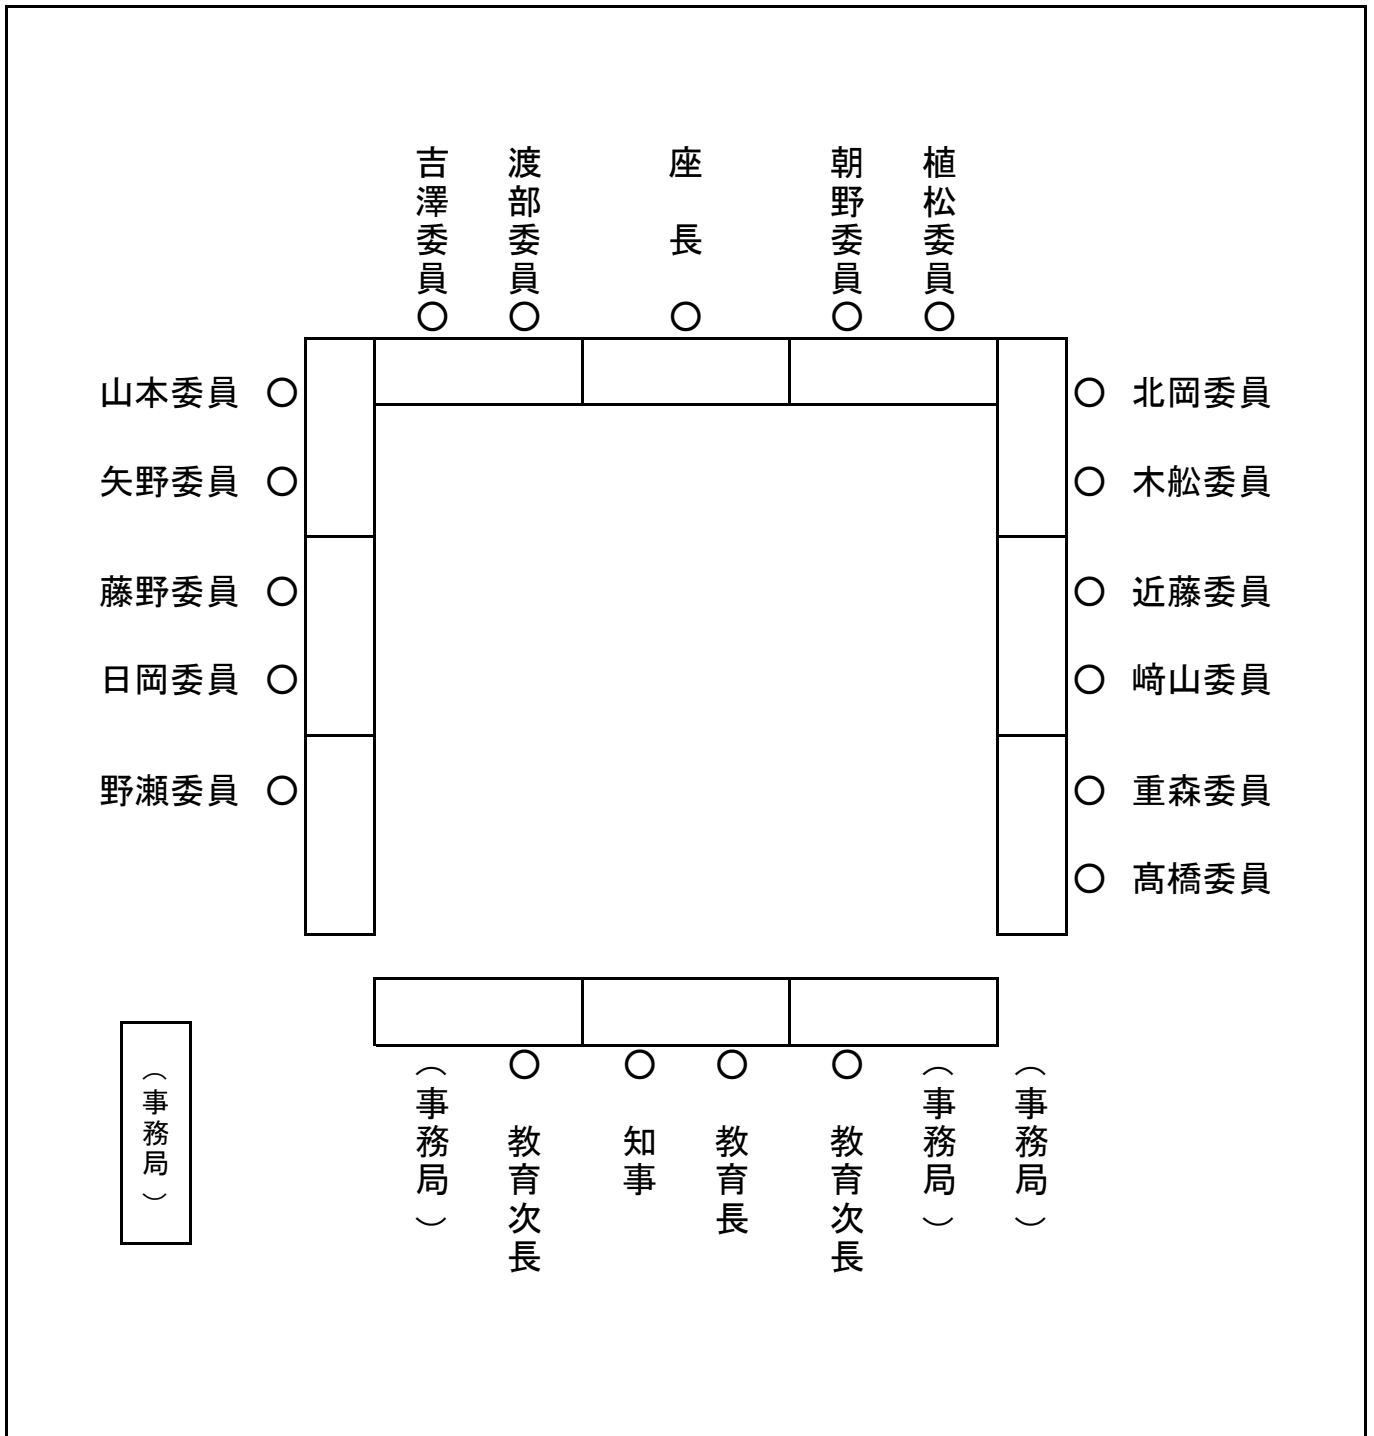 吉澤委員
渡部委員
座長
朝野委員
植松委員
山本委員
北岡委員
矢野委員
木舩委員
藤野委員
近藤委員
日岡委員
﨑山委員
野瀬委員
重森委員
髙橋委員
（事務局）
（事務局）
教育次長
知事
教育長
教育次長
（事務局）
（事務局）